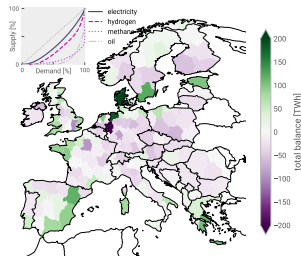 Supply [%]
100
0
0
100
Demand [%]
electricity
hydrogen
methane
oil
200
150
100
50
0
−50
−100
−150
−200
total balance [TWh]